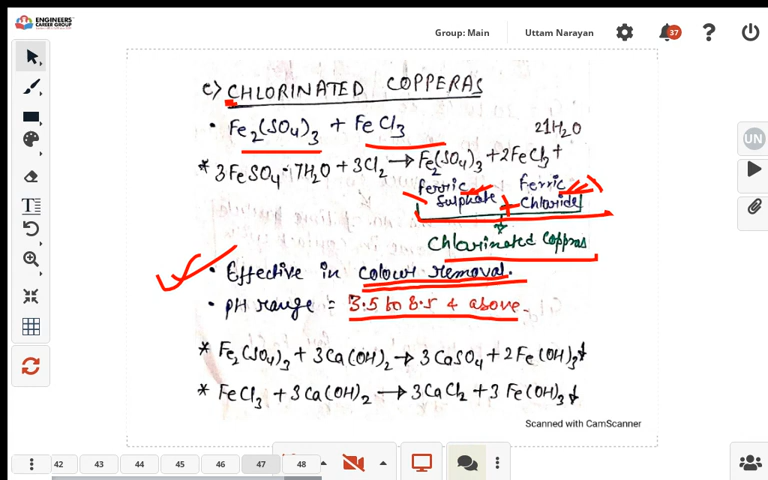 ENGINEERS
CAREER GROUP
Group: Main
Uttam Narayan
37
UN
c) CHLORINATED COPPERAS
• Fe2(SO4)3 + FeCl3
21H2O
* 3FeSO4·7H2O + 3Cl2 → Fe2(SO4)3 + 2FeCl3 +
Ferric Sulphate + Ferric Chloride
Chlorinated Coppras
• Effective in colour removal.
• pH range = 3.5 to 8.5 & above.
* Fe2(SO4)3 + 3Ca(OH)2 → 3CaSO4 + 2Fe(OH)3↓
* FeCl3 + 3Ca(OH)2 → 3CaCl2 + 3Fe(OH)3↓
Scanned with CamScanner
42 43 44 45 46 47 48